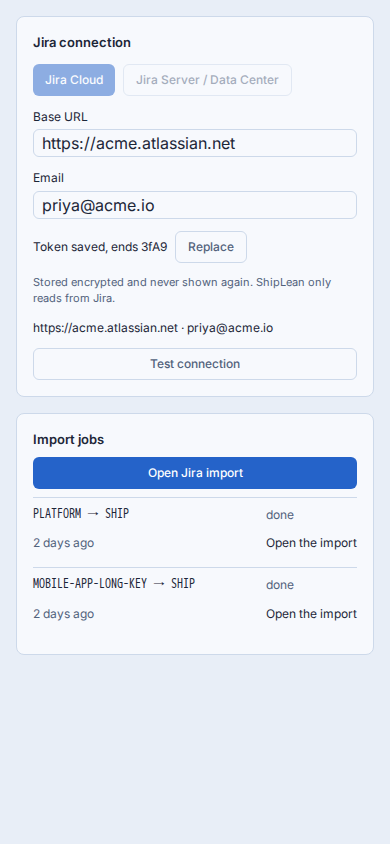 Jira connection
Jira Cloud
Jira Server / Data Center
Base URL
https://acme.atlassian.net
Email
priya@acme.io
Token saved, ends 3fA9
Replace
Stored encrypted and never shown again. ShipLean only
reads from Jira.
https://acme.atlassian.net · priya@acme.io
Test connection
Import jobs
Open Jira import
PLATFORM → SHIP
done
2 days ago
Open the import
MOBILE-APP-LONG-KEY → SHIP
done
2 days ago
Open the import